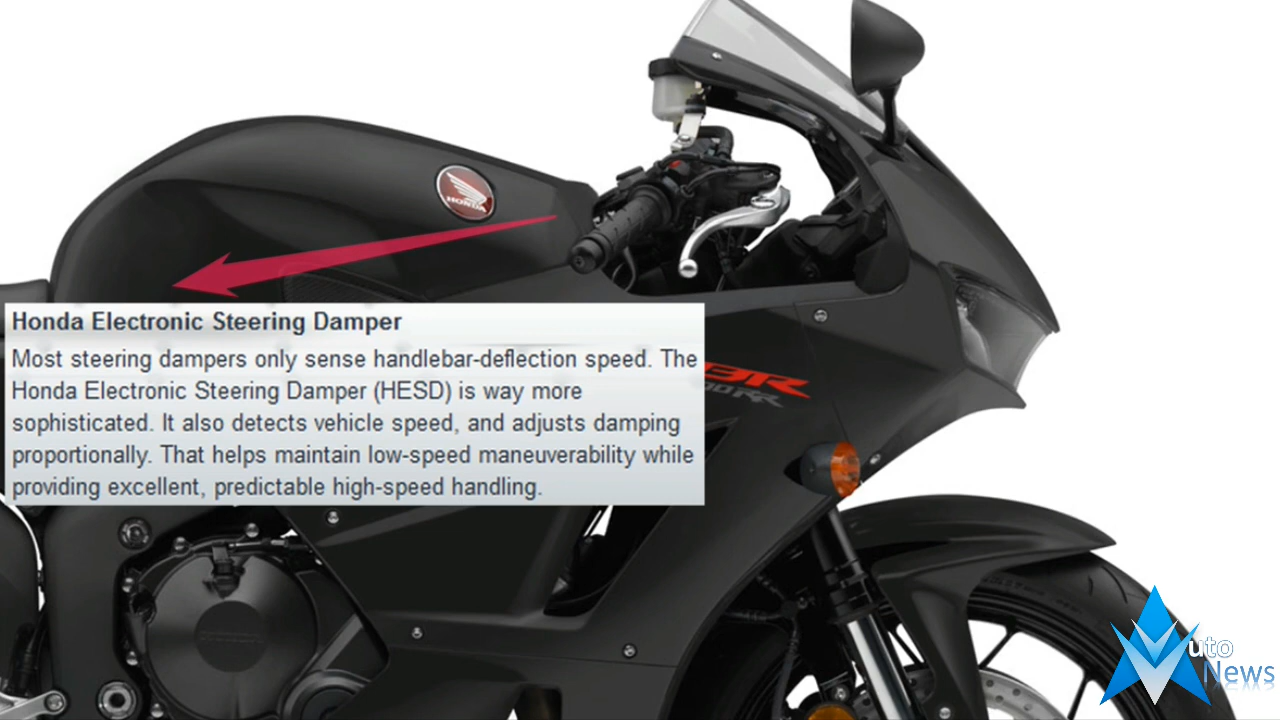 HONDA
Honda Electronic Steering Damper
Most steering dampers only sense handlebar-deflection speed. The
Honda Electronic Steering Damper (HESD) is way more
sophisticated. It also detects vehicle speed, and adjusts damping
proportionally. That helps maintain low-speed maneuverability while
providing excellent, predictable high-speed handling.
BR
00RR
uto
News